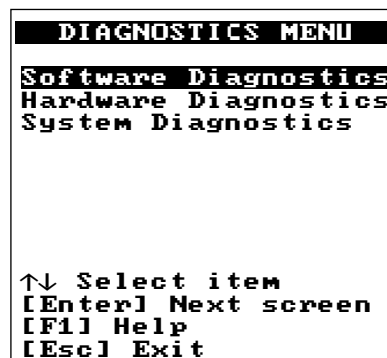 DIAGNOSTICS MENU
Software Diagnostics
Hardware Diagnostics
System Diagnostics
↑↓ Select item
[Enter] Next screen
[F1] Help
[Esc] Exit